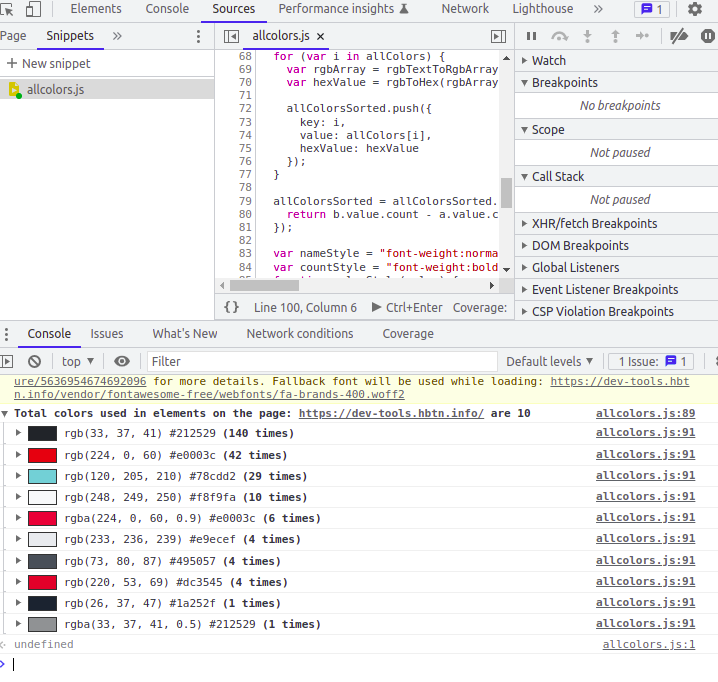 Elements Console Sources Performance insights Network Lighthouse » 1
Page Snippets »
+ New snippet
allcolors.js
allcolors.js ×
68 for (var i in allColors) {
69 var rgbArray = rgbTextToRgbArray
70 var hexValue = rgbToHex(rgbArray
71
72 allColorsSorted.push({
73 key: i,
74 value: allColors[i],
75 hexValue: hexValue
76 });
77 }
78
79 allColorsSorted = allColorsSorted.
80 return b.value.count - a.value.c
81 });
82
83 var nameStyle = "font-weight:norma
84 var countStyle = "font-weight:bold
{} Line 100, Column 6 Ctrl+Enter Coverage:
Watch
Breakpoints
No breakpoints
Scope
Not paused
Call Stack
Not paused
XHR/fetch Breakpoints
DOM Breakpoints
Global Listeners
Event Listener Breakpoints
CSP Violation Breakpoints
Console Issues What's New Network conditions Coverage
top ▼ Filter Default levels ▼ 1 Issue: 1
ure/5636954674692096 for more details. Fallback font will be used while loading: https://dev-tools.hbt
n.info/vendor/fontawesome-free/webfonts/fa-brands-400.woff2
Total colors used in elements on the page: https://dev-tools.hbtn.info/ are 10 allcolors.js:89
rgb(33, 37, 41) #212529 (140 times) allcolors.js:91
rgb(224, 0, 60) #e0003c (42 times) allcolors.js:91
rgb(120, 205, 210) #78cdd2 (29 times) allcolors.js:91
rgb(248, 249, 250) #f8f9fa (10 times) allcolors.js:91
rgba(224, 0, 60, 0.9) #e0003c (6 times) allcolors.js:91
rgb(233, 236, 239) #e9ecef (4 times) allcolors.js:91
rgb(73, 80, 87) #495057 (4 times) allcolors.js:91
rgb(220, 53, 69) #dc3545 (4 times) allcolors.js:91
rgb(26, 37, 47) #1a252f (1 times) allcolors.js:91
rgba(33, 37, 41, 0.5) #212529 (1 times) allcolors.js:91
undefined allcolors.js:1